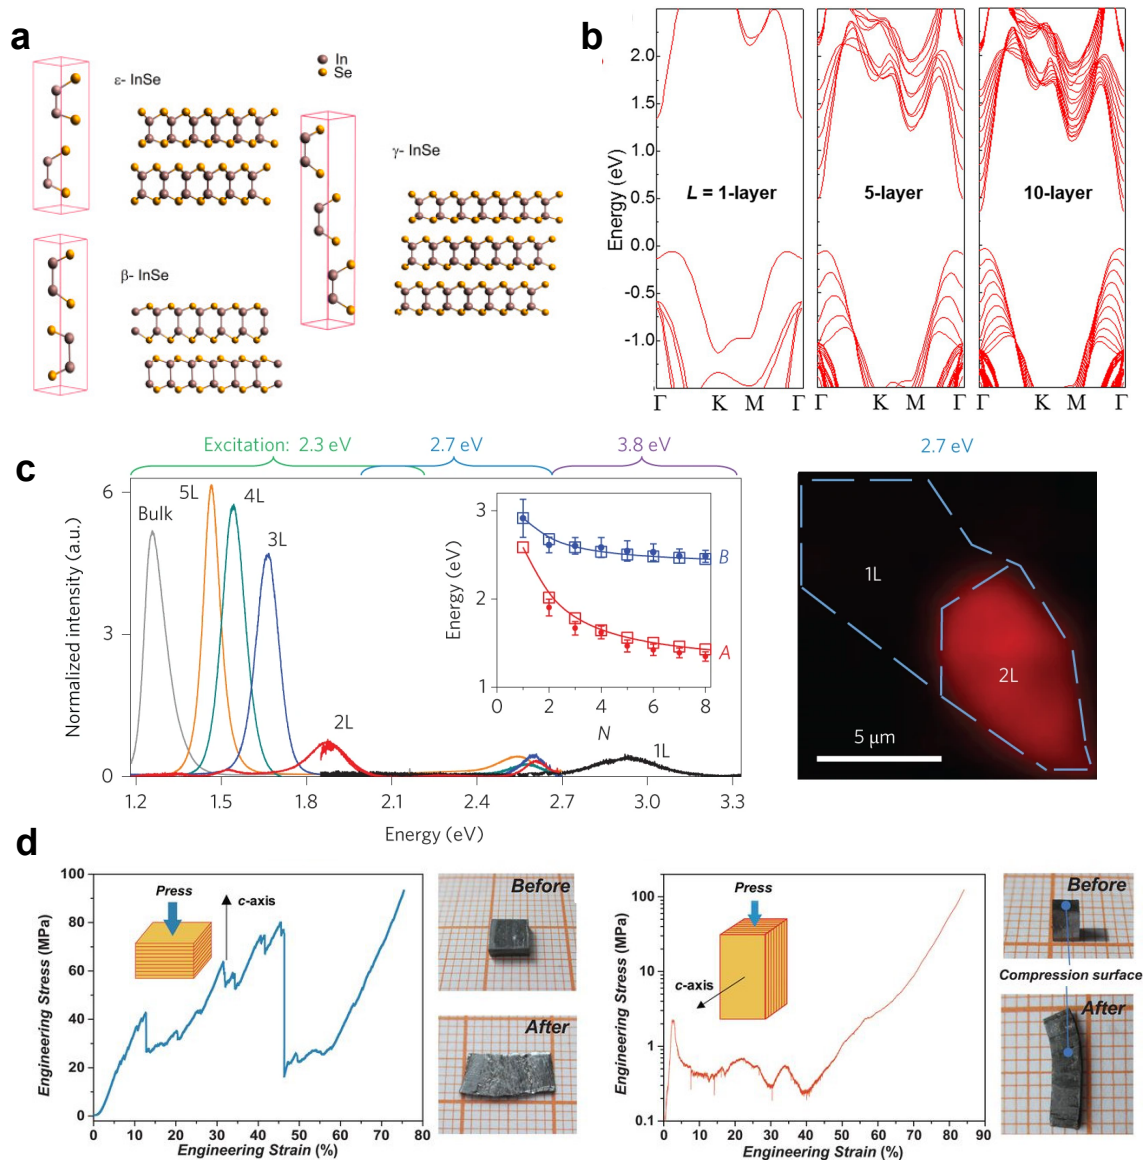 a
In
Se
ε- InSe
γ- InSe
β- InSe
b
Energy (eV)
2.0
1.5
1.0
0.5
0.0
-0.5
-1.0
L = 1-layer
5-layer
10-layer
Γ K M Γ
Γ K M Γ
Γ K M Γ
c
Excitation: 2.3 eV
2.7 eV
3.8 eV
Normalized intensity (a.u.)
6
3
0
Bulk
5L
4L
3L
2L
1L
1.2 1.5 1.8 2.1 2.4 2.7 3.0 3.3
Energy (eV)
Energy (eV)
3
2
1
B
A
0 2 4 6 8
N
2.7 eV
1L
2L
5 μm
d
Engineering Stress (MPa)
100
80
60
40
20
0
Press
c-axis
0 10 20 30 40 50 60 70 80
Engineering Strain (%)
Before
After
Engineering Stress (MPa)
100
10
1
0.1
Press
c-axis
0 10 20 30 40 50 60 70 80 90
Engineering Strain (%)
Before
Compression surface
After